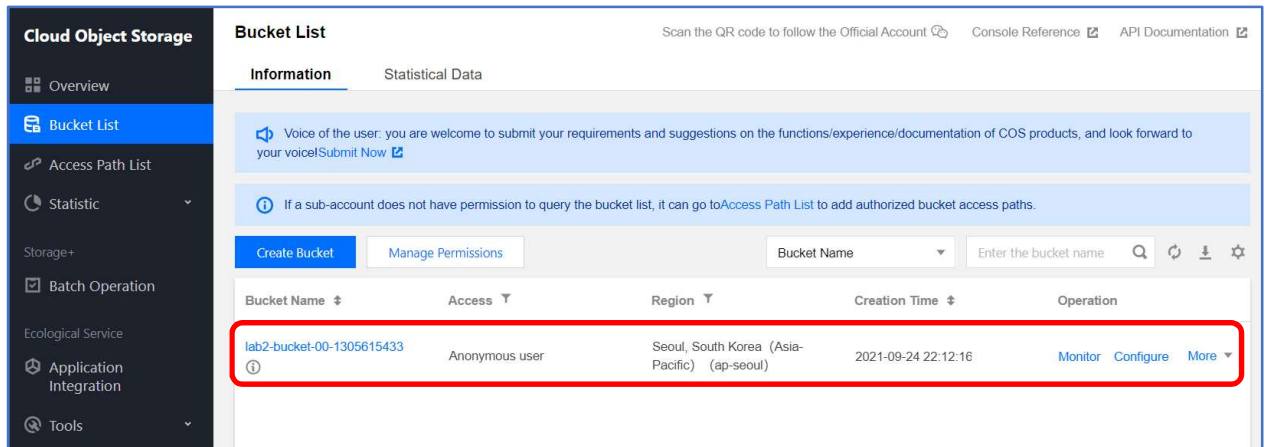 Cloud Object Storage
Overview
Bucket List
Access Path List
Statistic
Storage+
Batch Operation
Ecological Service
Application
Integration
Tools
Bucket List
Scan the QR code to follow the Official Account
Console Reference
API Documentation
Information
Statistical Data
Voice of the user: you are welcome to submit your requirements and suggestions on the functions/experience/documentation of COS products, and look forward to
your voice!Submit Now
If a sub-account does not have permission to query the bucket list, it can go toAccess Path List to add authorized bucket access paths.
Create Bucket
Manage Permissions
Bucket Name
Enter the bucket name
Bucket Name Access Region Creation Time Operation
lab2-bucket-00-1305615433
Anonymous user
Seoul, South Korea (Asia-
Pacific) (ap-seoul)
2021-09-24 22:12:16
Monitor Configure More